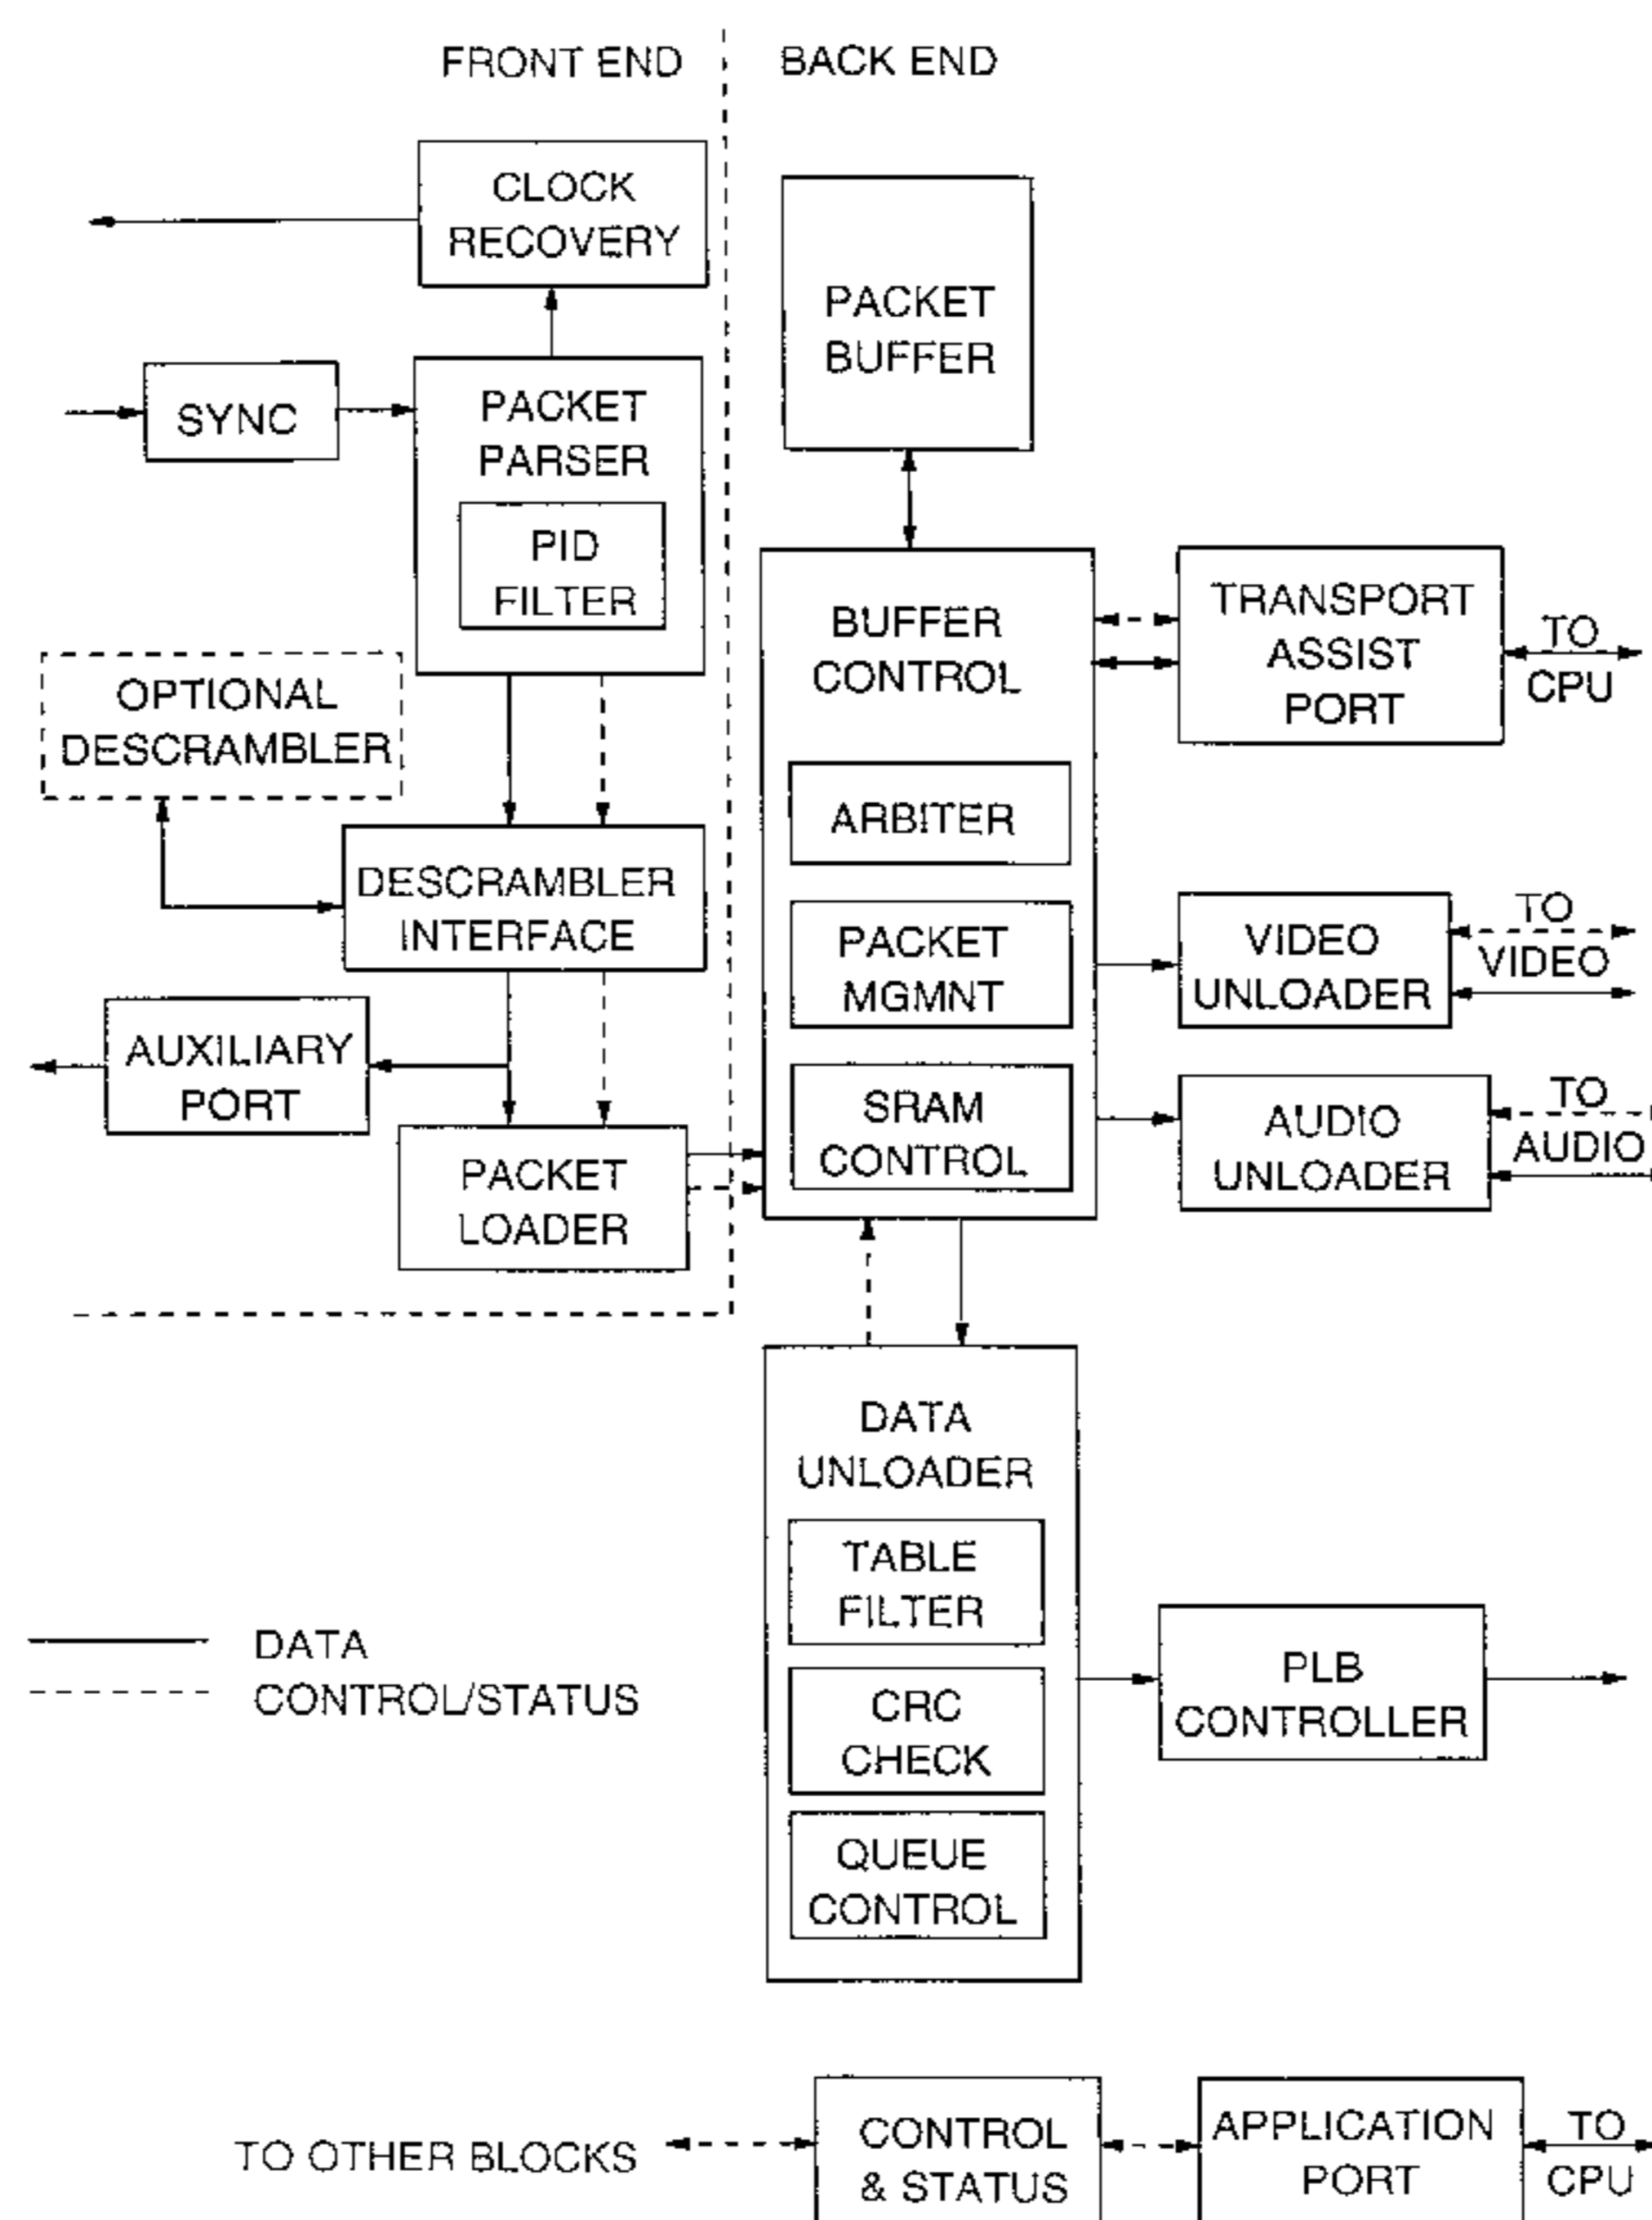 FRONT END
BACK END
CLOCK
RECOVERY
PACKET
BUFFER
SYNC
PACKET
PARSER
PID
FILTER
OPTIONAL
DESCRAMBLER
BUFFER
CONTROL
TRANSPORT
ASSIST
PORT
TO
CPU
ARBITER
DESCRAMBLER
INTERFACE
PACKET
MGMNT
VIDEO
UNLOADER
TO
VIDEO
AUXILIARY
PORT
SRAM
CONTROL
AUDIO
UNLOADER
TO
AUDIO
PACKET
LOADER
DATA
UNLOADER
TABLE
FILTER
CRC
CHECK
QUEUE
CONTROL
PLB
CONTROLLER
DATA
CONTROL/STATUS
TO OTHER BLOCKS
CONTROL
& STATUS
APPLICATION
PORT
TO
CPU